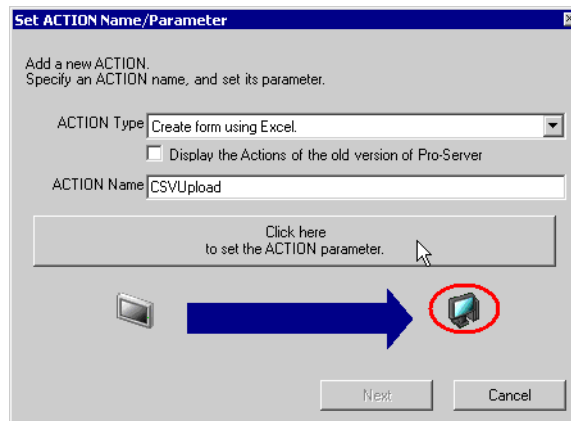 Set ACTION Name/Parameter
Add a new ACTION.
Specify an ACTION name, and set its parameter.
ACTION Type Create form using Excel.
Display the Actions of the old version of Pro-Server
ACTION Name CSVUpload
Click here
to set the ACTION parameter.
Next Cancel